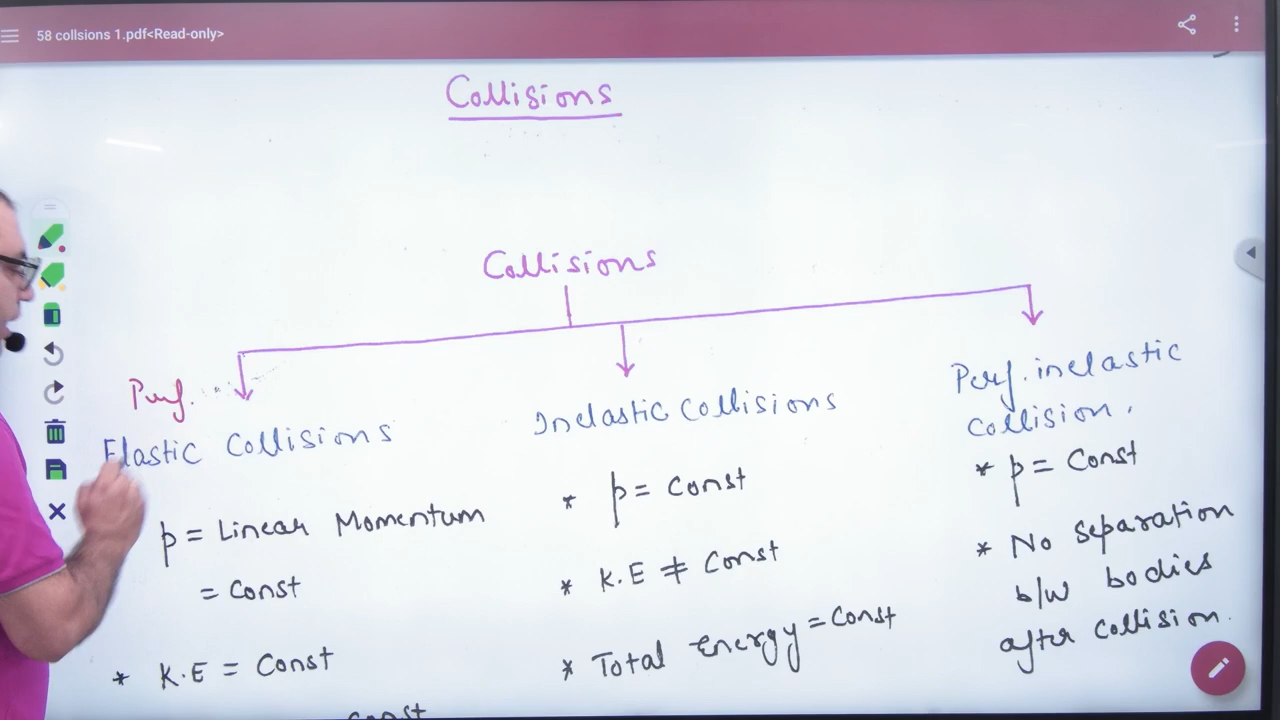 58 collsions 1.pdf<Read-only>
Collisions
Collisions
Perf.
Elastic Collisions
p = Linear Momentum
= Const
* K.E = Const
Const
Inelastic Collisions
* p = Const
* K.E ≠ Const
* Total Energy = Const
Perf. inelastic
Collision.
* p = Const
* No separation
b/w bodies
after collision.